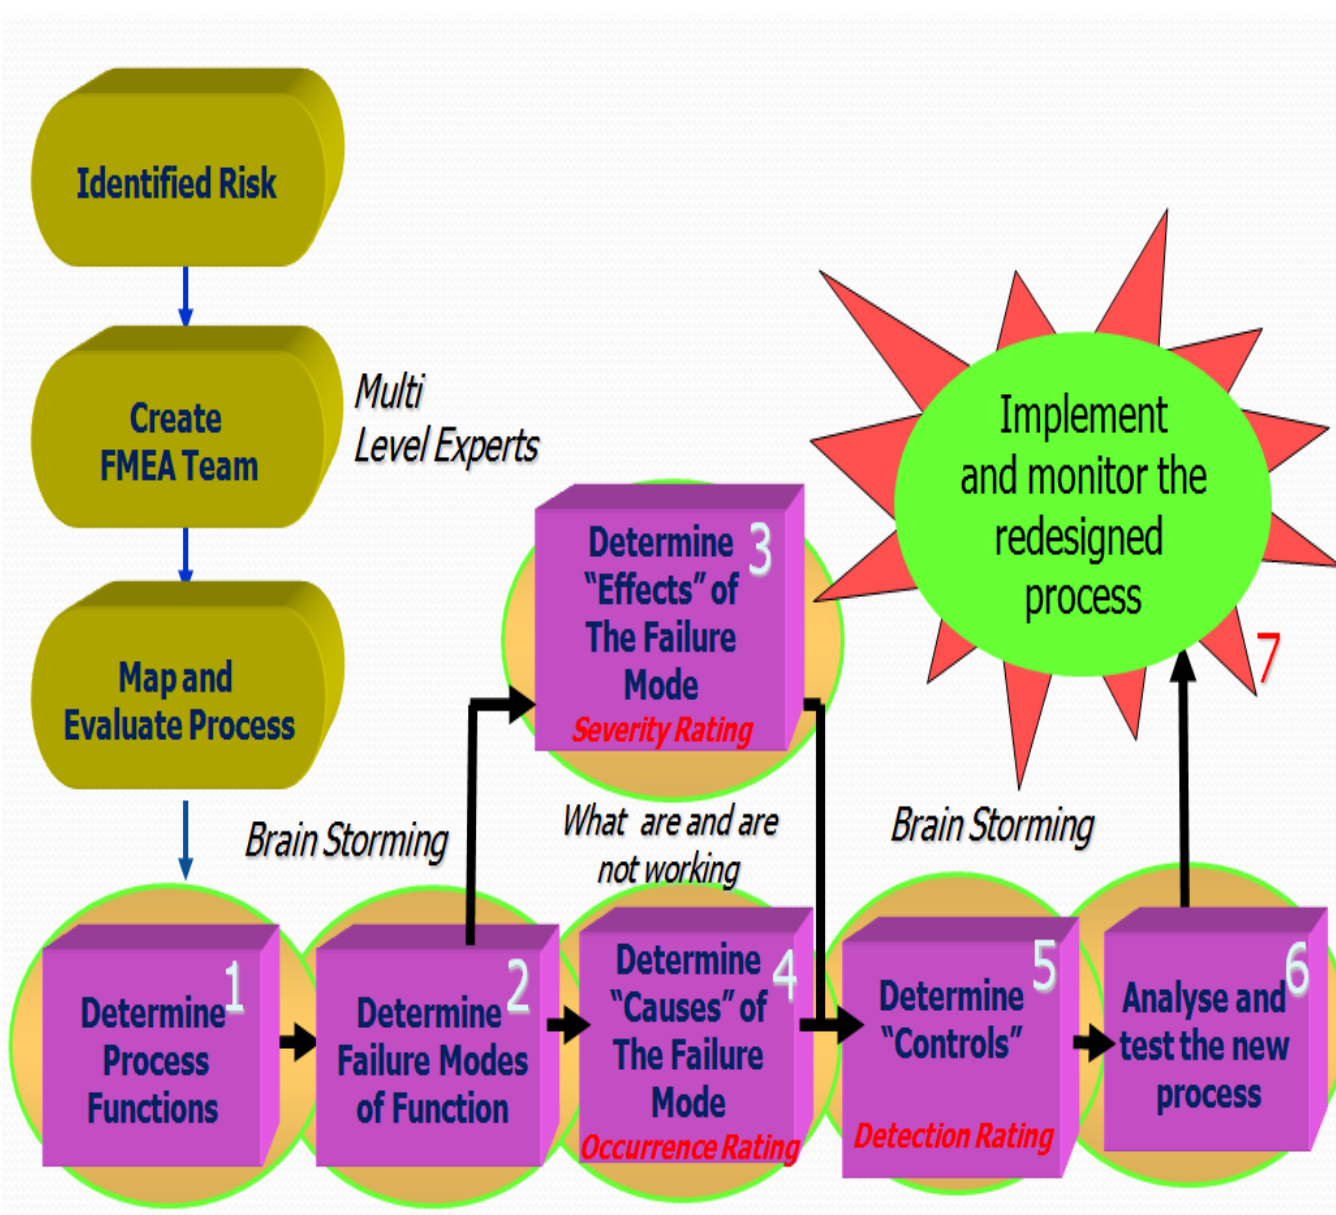 Identified Risk
Create
FMEA Team
Multi
Level Experts
Map and
Evaluate Process
Brain Storming
1
Determine
Process
Functions
2
Determine
Failure Modes
of Function
3
Determine
“Effects” of
The Failure
Mode
Severity Rating
What are and are
not working
4
Determine
“Causes” of
The Failure
Mode
Occurrence Rating
Brain Storming
5
Determine
“Controls”
Detection Rating
6
Analyse and
test the new
process
Implement
and monitor the
redesigned
process
7